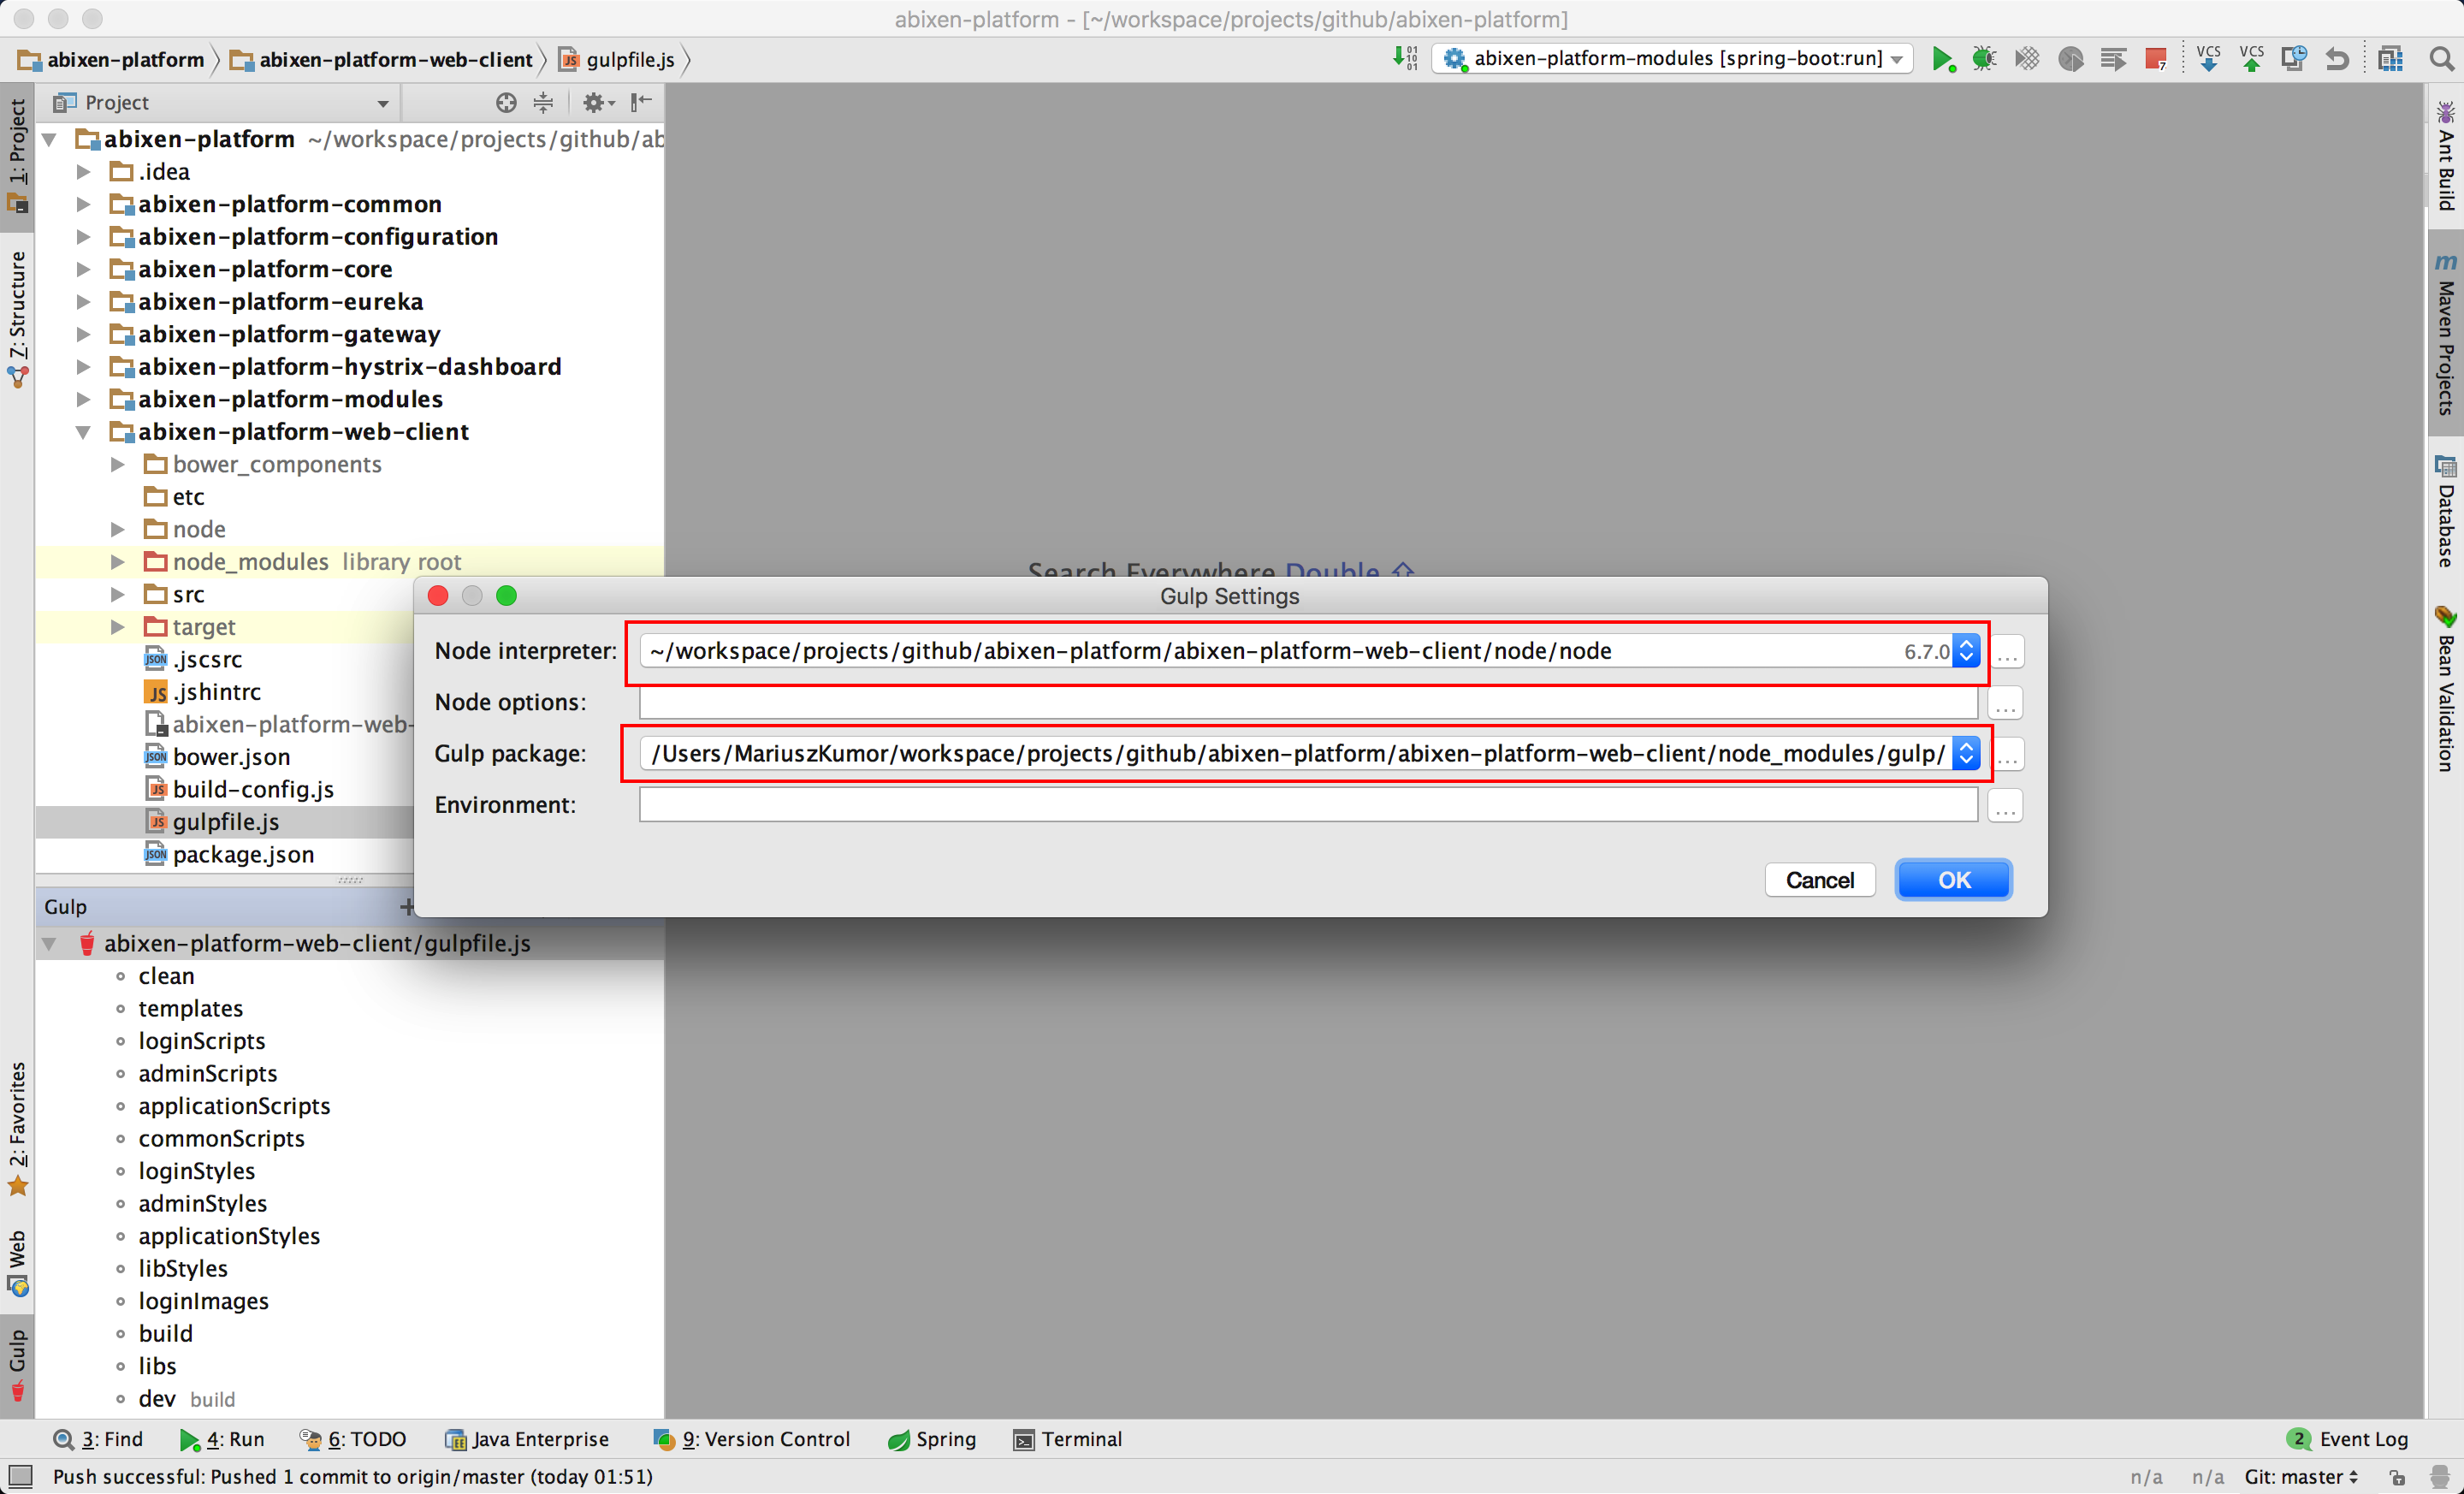 abixen-platform - [~/workspace/projects/github/abixen-platform]
abixen-platform abixen-platform-web-client gulpfile.js
abixen-platform-modules [spring-boot:run]
7
VCS VCS
Project
1: Project
7: Structure
2: Favorites
Web
Gulp
abixen-platform ~/workspace/projects/github/ab
.idea
abixen-platform-common
abixen-platform-configuration
abixen-platform-core
abixen-platform-eureka
abixen-platform-gateway
abixen-platform-hystrix-dashboard
abixen-platform-modules
abixen-platform-web-client
bower_components
etc
node
node_modules library root
src
target
.jscsrc
.jshintrc
abixen-platform-web-
bower.json
build-config.js
gulpfile.js
package.json
Search Everywhere Double ⇧
Gulp Settings
Node interpreter: ~/workspace/projects/github/abixen-platform/abixen-platform-web-client/node/node 6.7.0 ...
Node options: ...
Gulp package: /Users/MariuszKumor/workspace/projects/github/abixen-platform/abixen-platform-web-client/node_modules/gulp/ ...
Environment: ...
Cancel OK
Gulp
abixen-platform-web-client/gulpfile.js
clean
templates
loginScripts
adminScripts
applicationScripts
commonScripts
loginStyles
adminStyles
applicationStyles
libStyles
loginImages
build
libs
dev build
Ant Build
m Maven Projects
Database
Bean Validation
3: Find 4: Run 6: TODO Java Enterprise 9: Version Control Spring Terminal 2 Event Log
Push successful: Pushed 1 commit to origin/master (today 01:51) n/a n/a Git: master